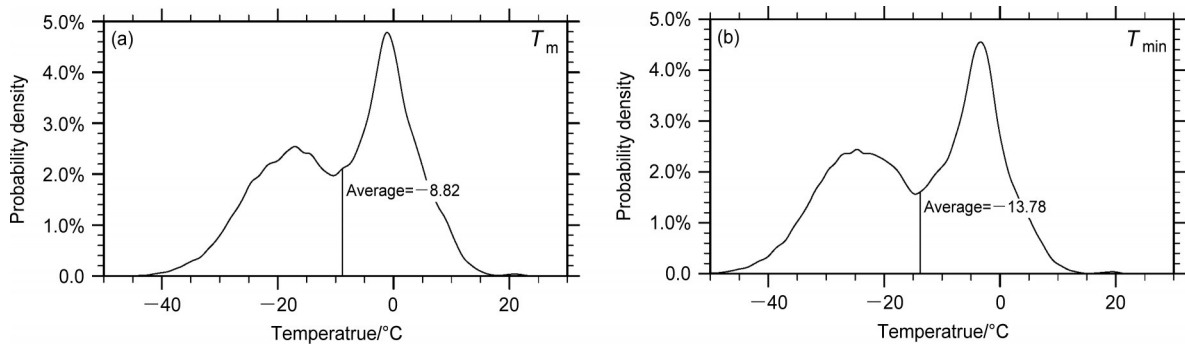 (a)
T m
Probability density
5.0%
4.0%
3.0%
2.0%
1.0%
0.0
Average=−8.82
−40
−20
0
20
Temperatrue/°C
(b)
T min
Probability density
5.0%
4.0%
3.0%
2.0%
1.0%
0.0
Average=−13.78
−40
−20
0
20
Temperatrue/°C